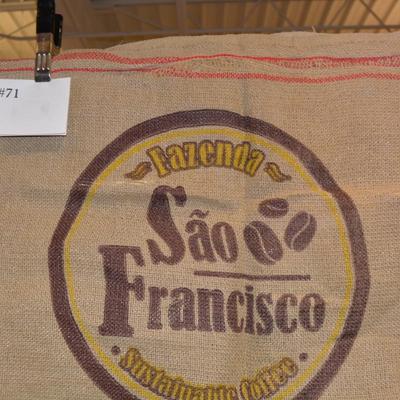 #71
Fazenda
São
Francisco
Sustainable Coffee